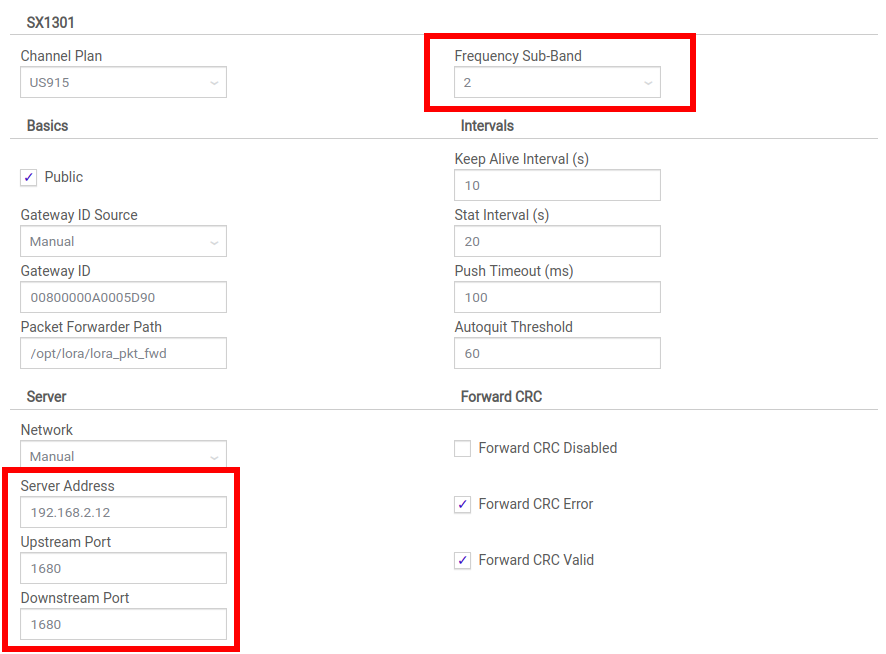 SX1301
Channel Plan
US915
Frequency Sub-Band
2
Basics
Public
Gateway ID Source
Manual
Gateway ID
00800000A0005D90
Packet Forwarder Path
/opt/lora/lora_pkt_fwd
Intervals
Keep Alive Interval (s)
10
Stat Interval (s)
20
Push Timeout (ms)
100
Autoquit Threshold
60
Server
Network
Manual
Server Address
192.168.2.12
Upstream Port
1680
Downstream Port
1680
Forward CRC
Forward CRC Disabled
Forward CRC Error
Forward CRC Valid